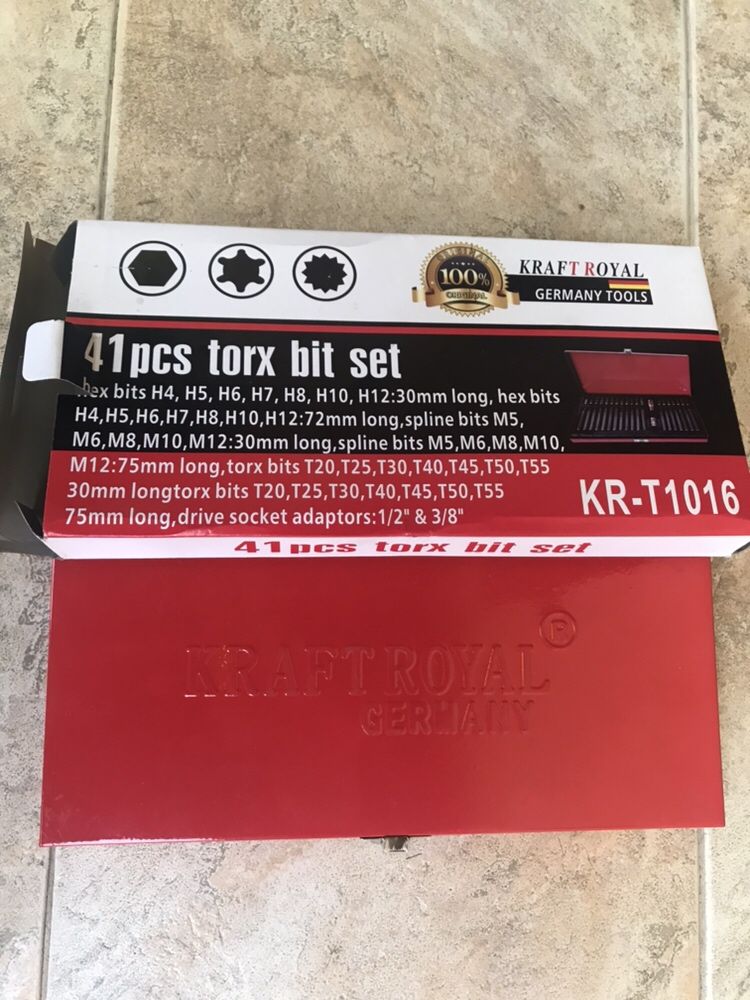 100%
ORIGINAL
KRAFT ROYAL
GERMANY TOOLS
41pcs torx bit set
hex bits H4, H5, H6, H7, H8, H10, H12:30mm long, hex bits
H4,H5,H6,H7,H8,H10,H12:72mm long,spline bits M5,
M6,M8,M10,M12:30mm long,spline bits M5,M6,M8,M10,
M12:75mm long,torx bits T20,T25,T30,T40,T45,T50,T55
30mm longtorx bits T20,T25,T30,T40,T45,T50,T55
75mm long,drive socket adaptors:1/2" & 3/8"
KR-T1016
41pcs torx bit set
KRAFT ROYAL
GERMANY